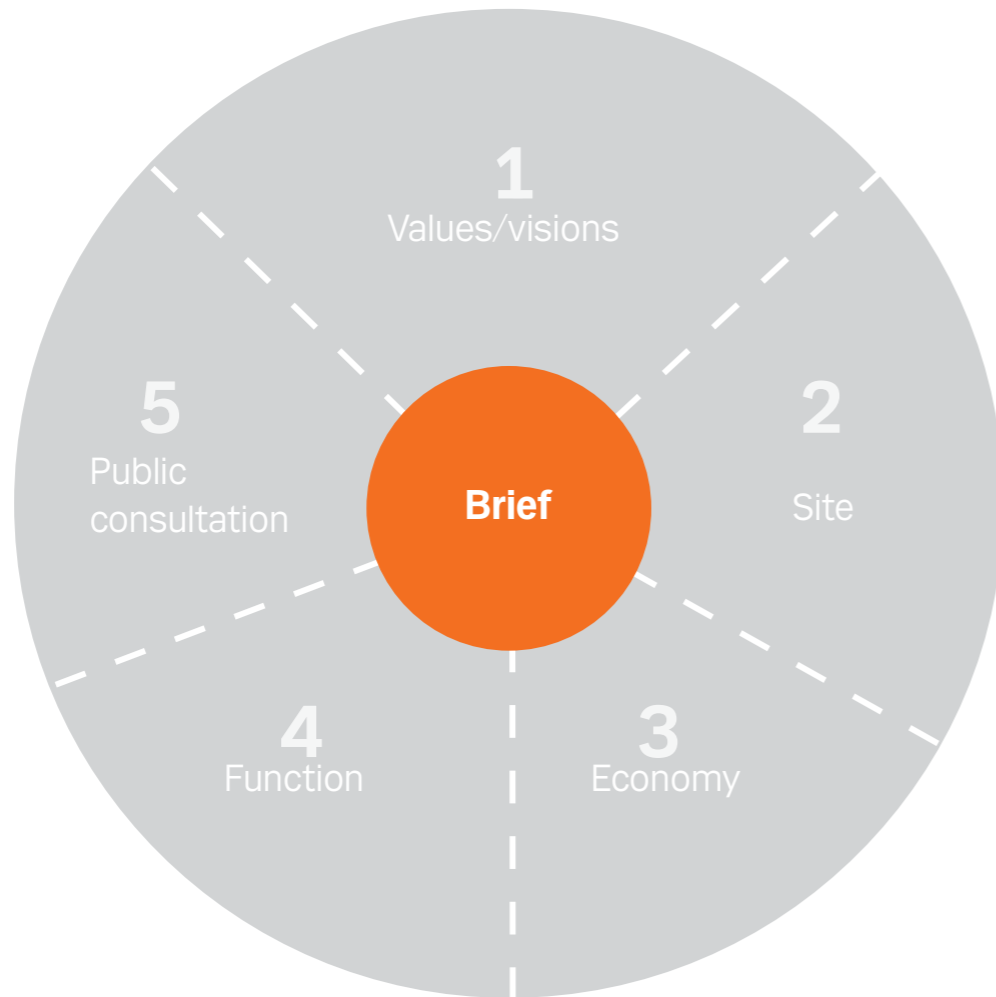 1
Values/visions
2
Site
3
Economy
4
Function
5
Public
consultation
Brief